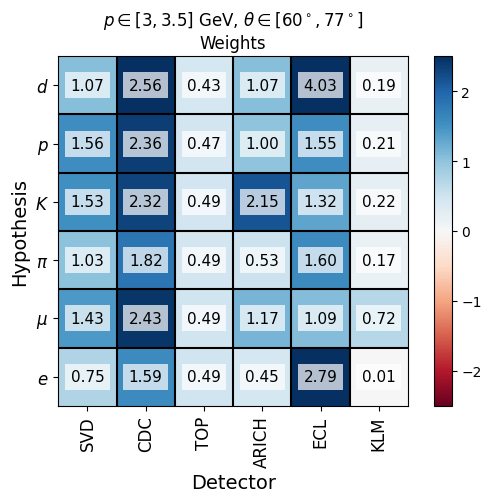 p ∈ [3, 3.5] GeV, θ ∈ [60°, 77°]
Weights
Hypothesis
d 1.07 2.56 0.43 1.07 4.03 0.19
p 1.56 2.36 0.47 1.00 1.55 0.21
K 1.53 2.32 0.49 2.15 1.32 0.22
π 1.03 1.82 0.49 0.53 1.60 0.17
μ 1.43 2.43 0.49 1.17 1.09 0.72
e 0.75 1.59 0.49 0.45 2.79 0.01
SVD CDC TOP ARICH ECL KLM
Detector
2
1
0
−1
−2